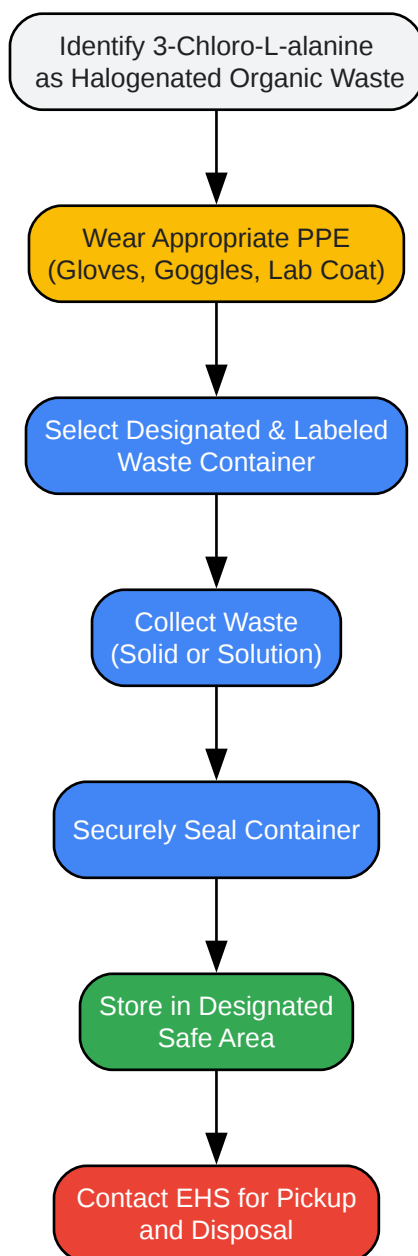 Identify 3-Chloro-L-alanine
as Halogenated Organic Waste
Wear Appropriate PPE
(Gloves, Goggles, Lab Coat)
Select Designated & Labeled
Waste Container
Collect Waste
(Solid or Solution)
Securely Seal Container
Store in Designated
Safe Area
Contact EHS for Pickup
and Disposal